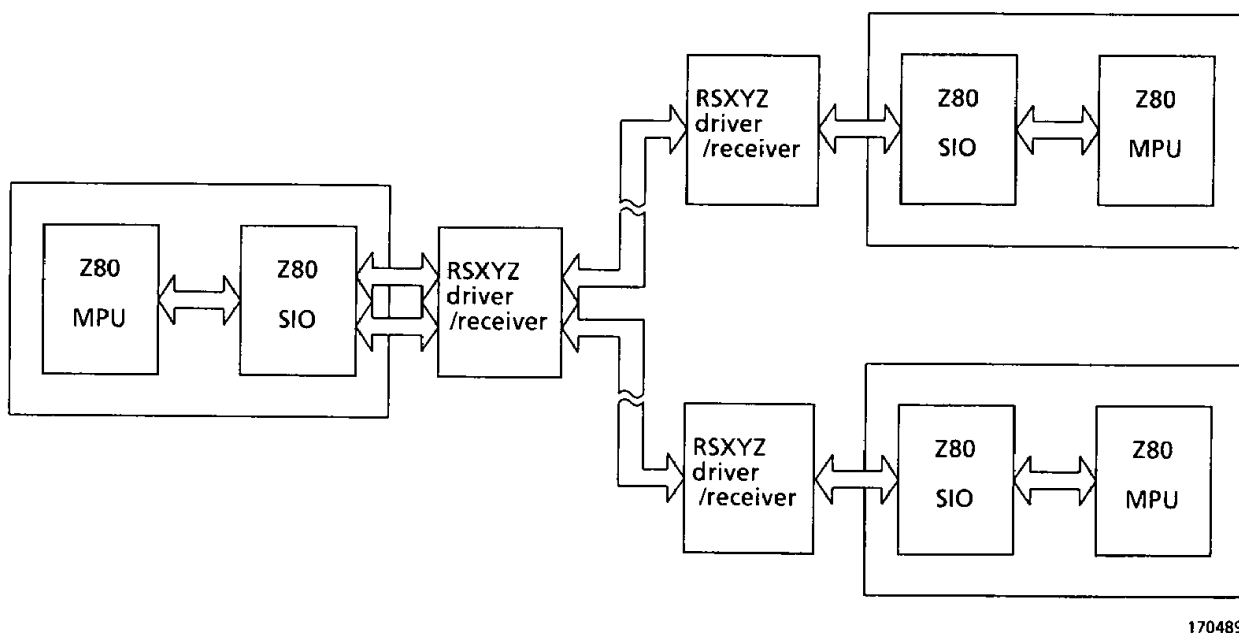 RSXYZ
driver
/receiver
Z80
SIO
Z80
MPU
Z80
MPU
Z80
SIO
RSXYZ
driver
/receiver
RSXYZ
driver
/receiver
Z80
SIO
Z80
MPU
170489